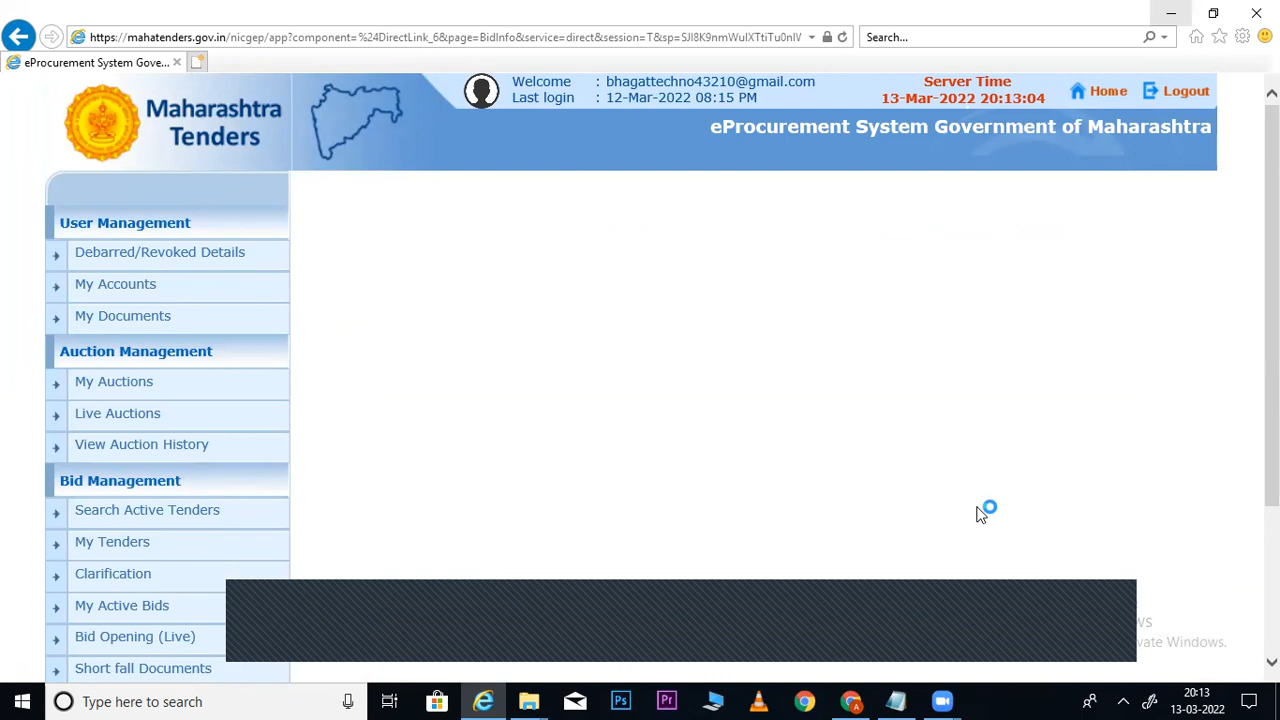 https://mahatenders.gov.in/nicgep/app?component=%24DirectLink_6&page=BidInfo&service=direct&session=T&sp=SJI8K9nmWuIXTtiTu0nIV
Search...
eProcurement System Gove...
Maharashtra
Tenders
Welcome : bhagattechno43210@gmail.com
Last login : 12-Mar-2022 08:15 PM
Server Time
13-Mar-2022 20:13:04
Home
Logout
eProcurement System Government of Maharashtra
User Management
Debarred/Revoked Details
My Accounts
My Documents
Auction Management
My Auctions
Live Auctions
View Auction History
Bid Management
Search Active Tenders
My Tenders
Clarification
My Active Bids
Bid Opening (Live)
Short fall Documents
vate Windows.
Type here to search
20:13
13-03-2022